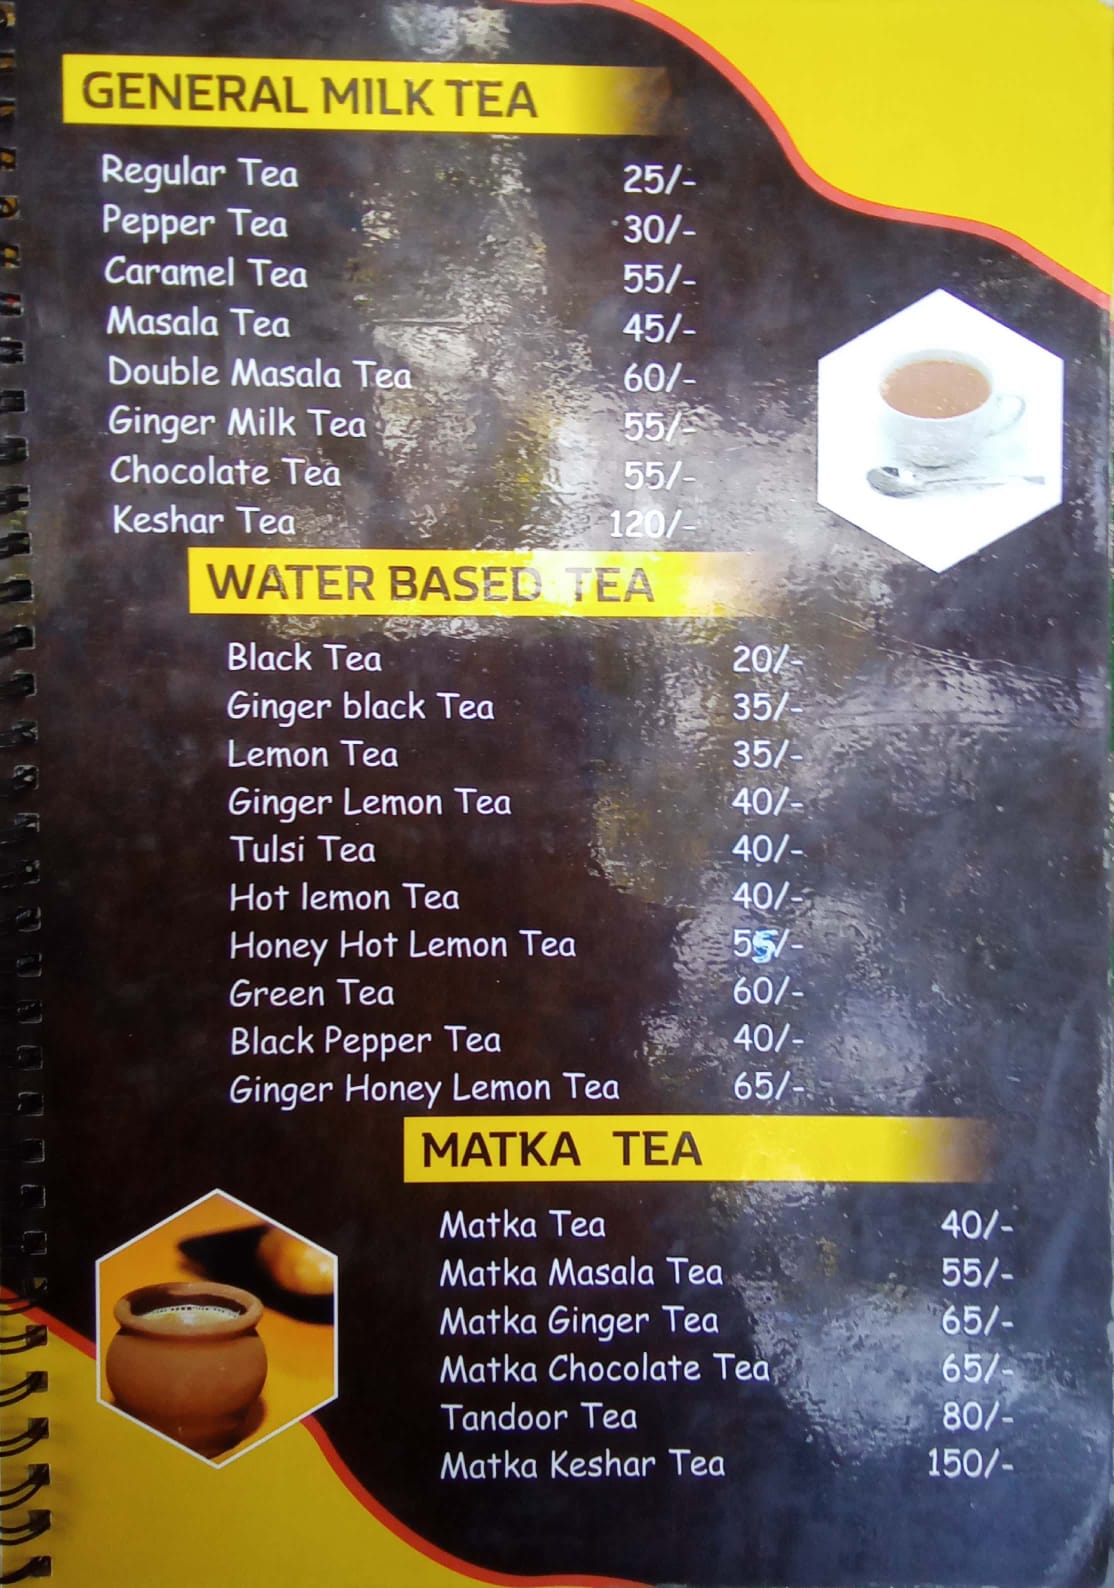 GENERAL MILK TEA
Regular Tea 25/-
Pepper Tea 30/-
Caramel Tea 55/-
Masala Tea 45/-
Double Masala Tea 60/-
Ginger Milk Tea 55/-
Chocolate Tea 55/-
Keshar Tea 120/-
WATER BASED TEA
Black Tea 20/-
Ginger black Tea 35/-
Lemon Tea 35/-
Ginger Lemon Tea 40/-
Tulsi Tea 40/-
Hot lemon Tea 40/-
Honey Hot Lemon Tea 55/-
Green Tea 60/-
Black Pepper Tea 40/-
Ginger Honey Lemon Tea 65/-
MATKA TEA
Matka Tea 40/-
Matka Masala Tea 55/-
Matka Ginger Tea 65/-
Matka Chocolate Tea 65/-
Tandoor Tea 80/-
Matka Keshar Tea 150/-